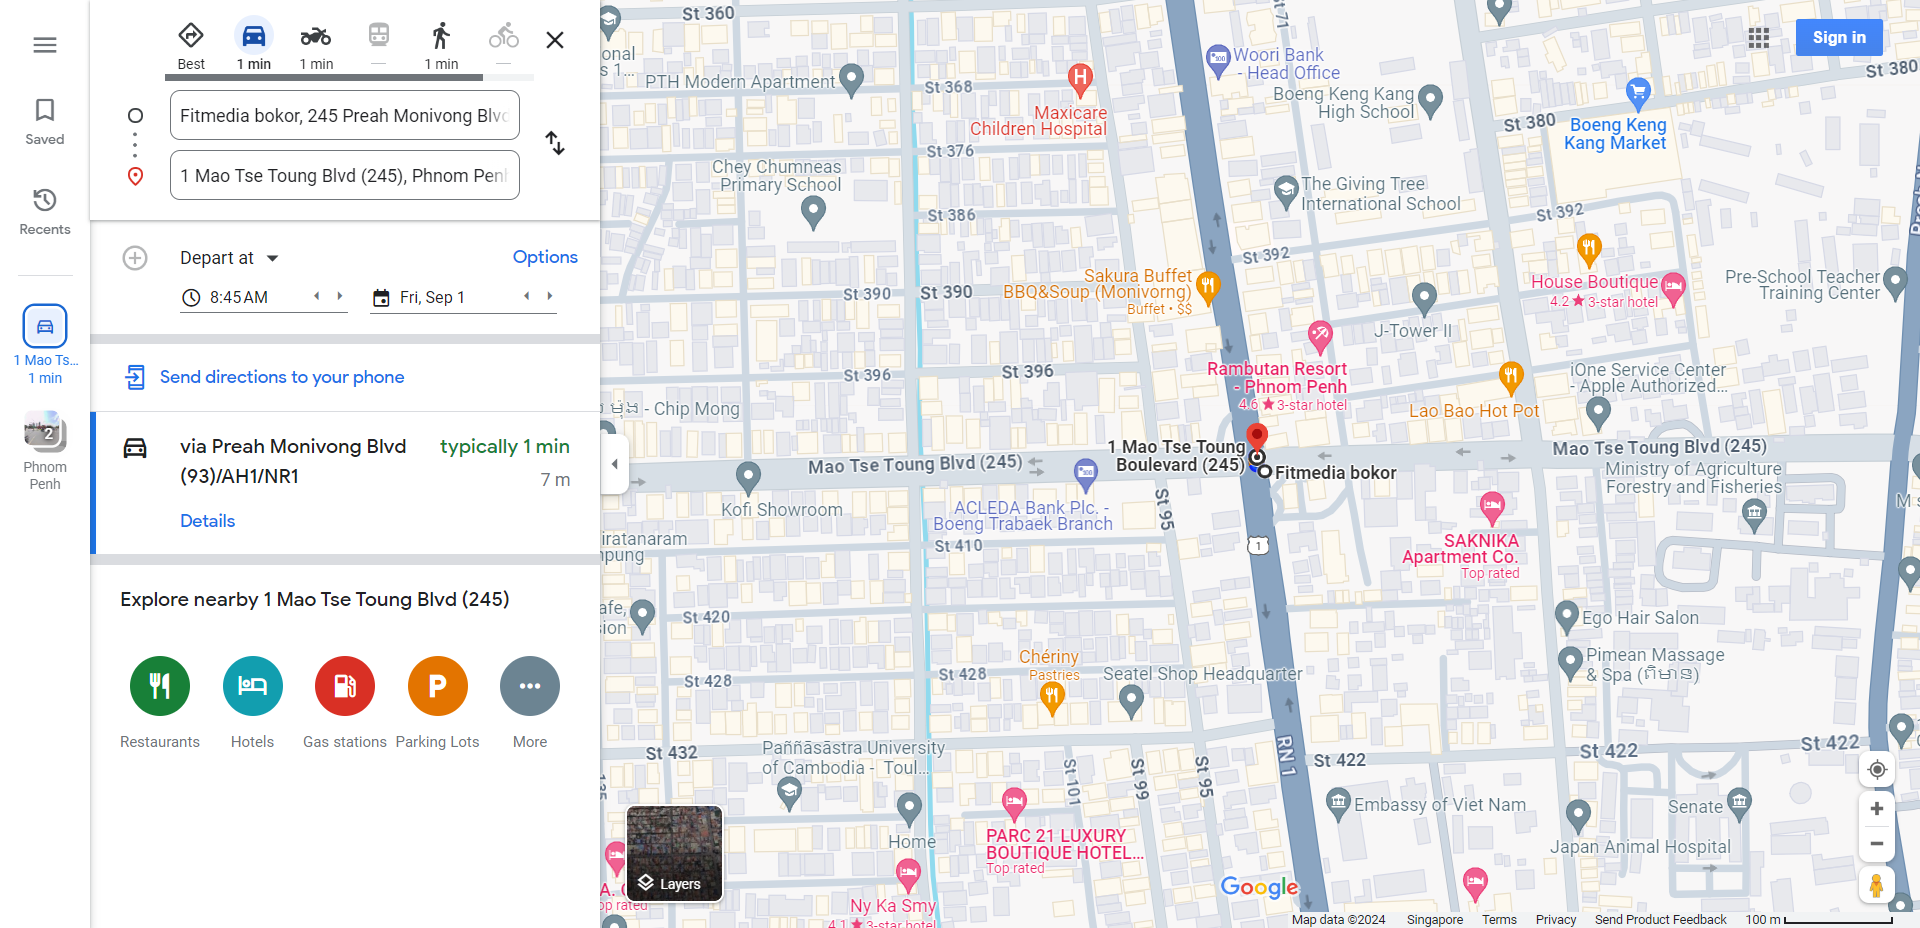 Saved
Recents
1 Mao Ts...
1 min
2
Phnom
Penh
Best
1 min
1 min
—
1 min
—
Fitmedia bokor, 245 Preah Monivong Blvd
1 Mao Tse Toung Blvd (245), Phnom Penh
Depart at
Options
8:45 AM
Fri, Sep 1
Send directions to your phone
via Preah Monivong Blvd
(93)/AH1/NR1
typically 1 min
7 m
Details
Explore nearby 1 Mao Tse Toung Blvd (245)
P
Restaurants
Hotels
Gas stations
Parking Lots
More
Layers
Sign in
St 360
St 71
Woori Bank
- Head Office
PTH Modern Apartment
St 368
H
Maxicare
Children Hospital
Boeng Keng Kang
High School
St 380
St 380
Boeng Keng
Kang Market
St 376
Chey Chumneas
Primary School
The Giving Tree
International School
St 386
St 392
St 392
Sakura Buffet
BBQ&Soup (Monivorng)
Buffet • $$
St 390
St 390
House Boutique
4.2 ★ 3-star hotel
Pre-School Teacher
Training Center
J-Tower II
Rambutan Resort
- Phnom Penh
4.6 ★ 3-star hotel
St 396
St 396
iOne Service Center
- Apple Authorized...
Lao Bao Hot Pot
- Chip Mong
1 Mao Tse Toung
Boulevard (245)
Fitmedia bokor
Mao Tse Toung Blvd (245)
Mao Tse Toung Blvd (245)
Ministry of Agriculture
Forestry and Fisheries
Kofi Showroom
ACLEDA Bank Plc. -
Boeng Trabaek Branch
St 95
SAKNIKA
Apartment Co.
Top rated
St 410
1
St 420
Ego Hair Salon
Chériny
Pastries
Seatel Shop Headquarter
Pimean Massage
& Spa (ពិមាន)
St 428
St 428
St 432
Paññāsāstra University
of Cambodia - Toul...
St 101
St 99
St 95
RN 1
St 422
St 422
St 422
Embassy of Viet Nam
Senate
Home
PARC 21 LUXURY
BOUTIQUE HOTEL...
Top rated
Japan Animal Hospital
Ny Ka Smy
4.1 ★ 3-star hotel
Google
Map data ©2024
Singapore
Terms
Privacy
Send Product Feedback
100 m